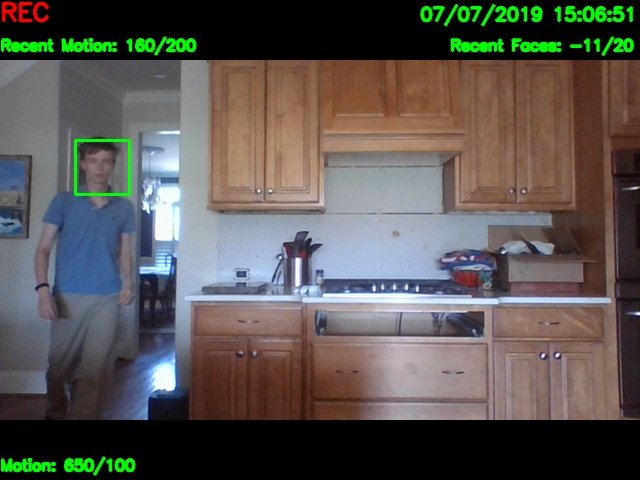 REC
07/07/2019 15:06:51
Recent Motion: 160/200
Recent Faces: -11/20
Motion: 650/100